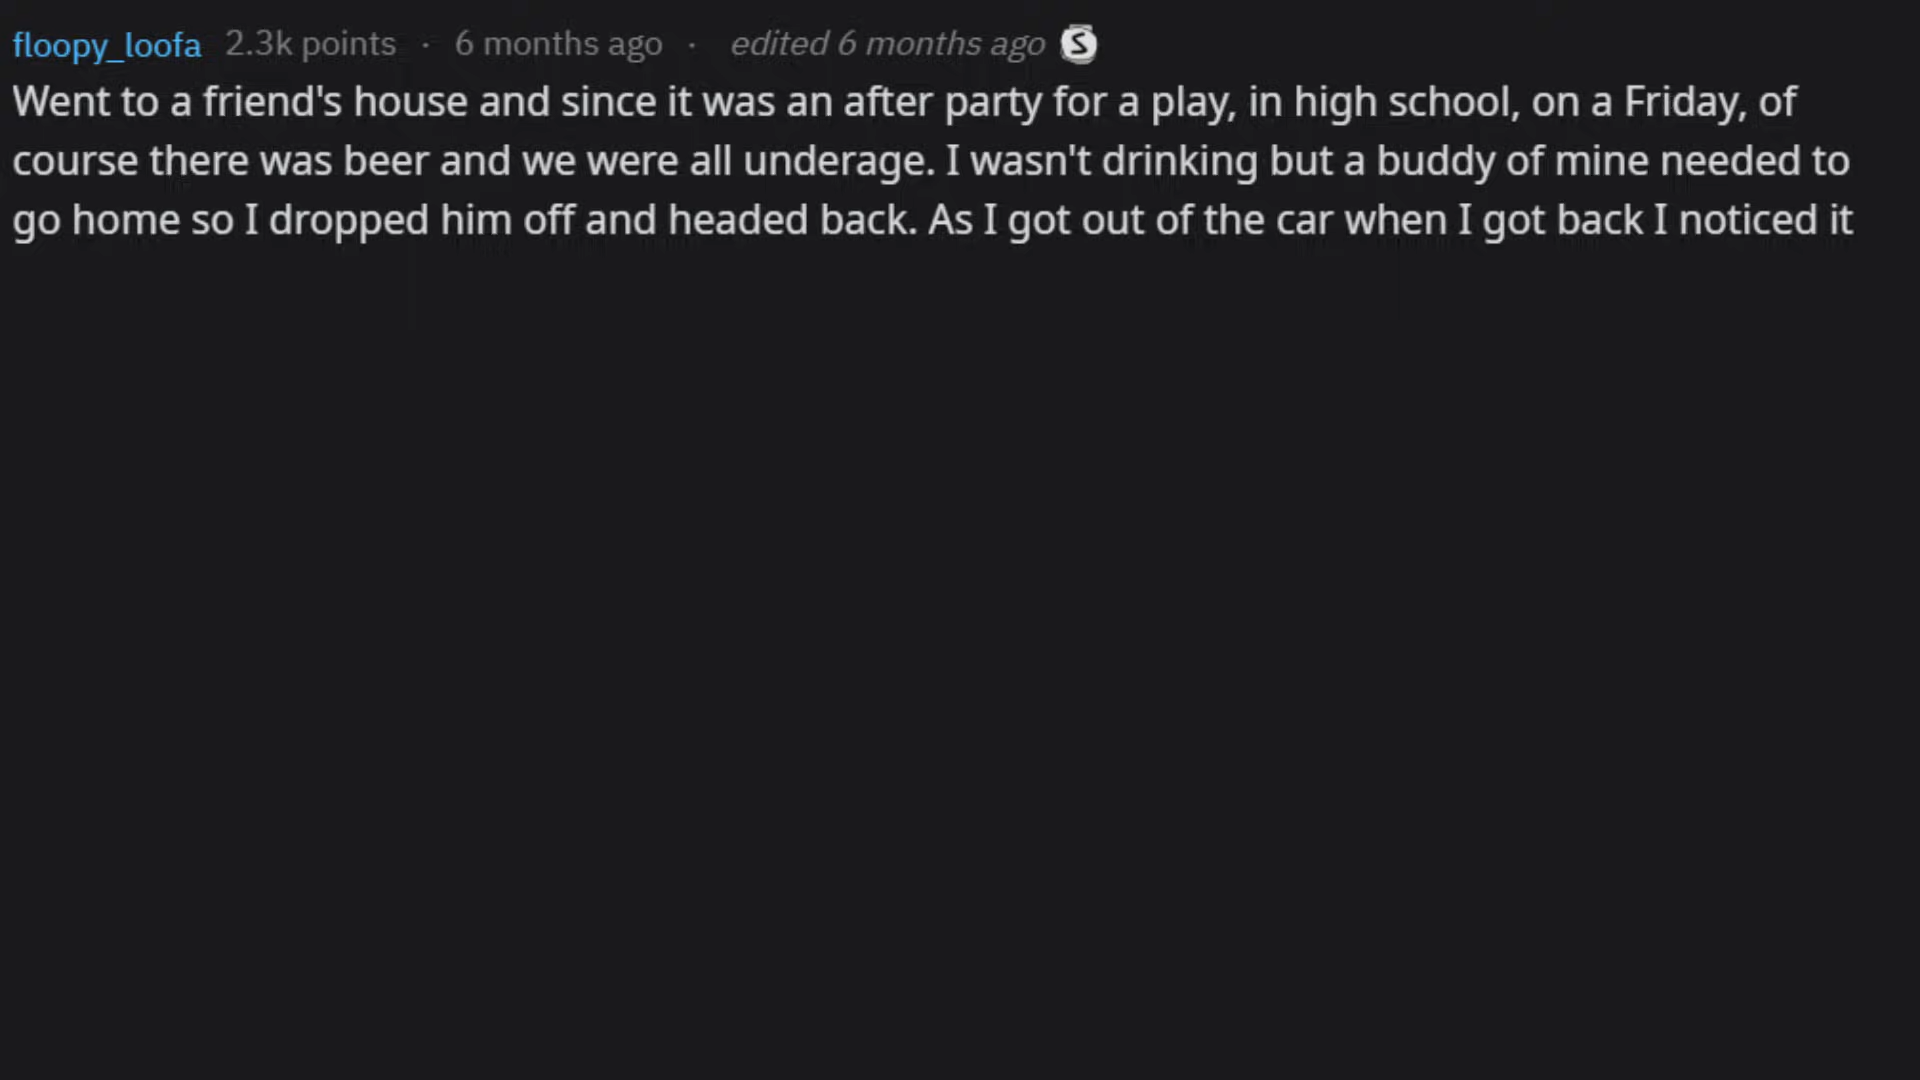 floopy_loofa 2.3k points · 6 months ago · edited 6 months ago S
Went to a friend's house and since it was an after party for a play, in high school, on a Friday, of
course there was beer and we were all underage. I wasn't drinking but a buddy of mine needed to
go home so I dropped him off and headed back. As I got out of the car when I got back I noticed it